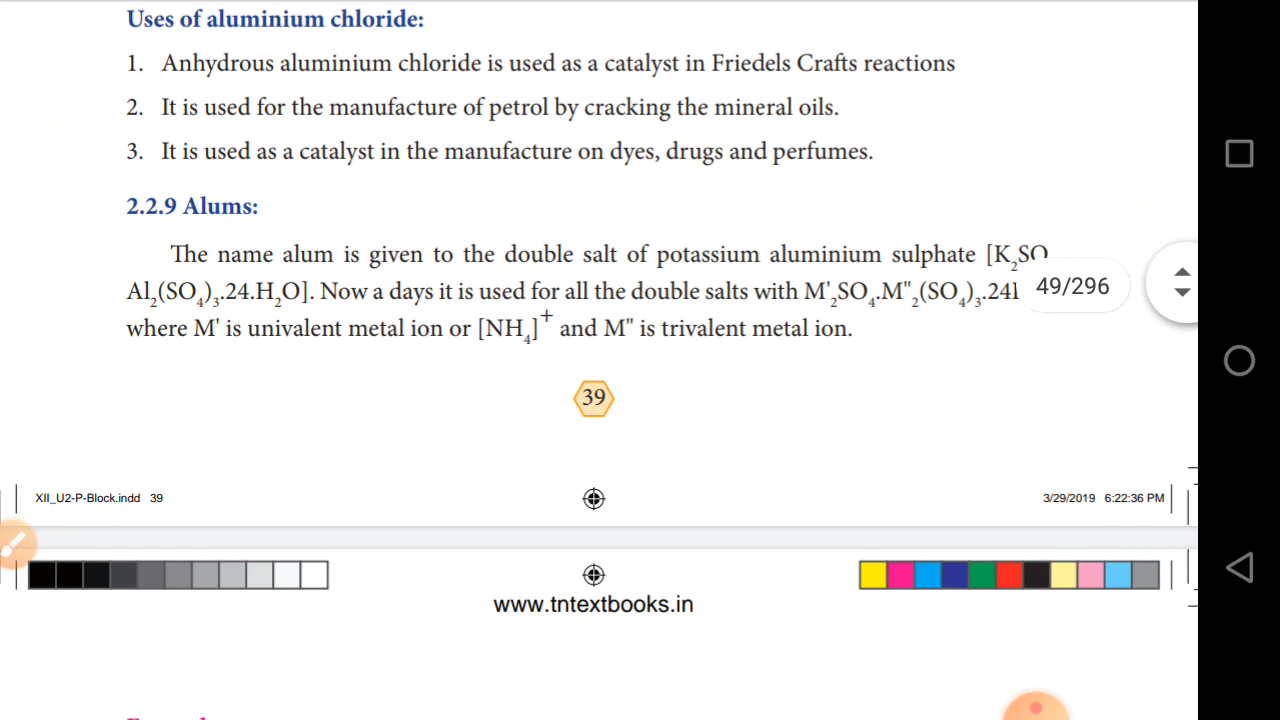 Uses of aluminium chloride:
1. Anhydrous aluminium chloride is used as a catalyst in Friedels Crafts reactions
2. It is used for the manufacture of petrol by cracking the mineral oils.
3. It is used as a catalyst in the manufacture on dyes, drugs and perfumes.
2.2.9 Alums:
The name alum is given to the double salt of potassium aluminium sulphate [K₂SO
Al₂(SO₄)₃.24.H₂O]. Now a days it is used for all the double salts with M'₂SO₄.M"₂(SO₄)₃.24
49/296
where M' is univalent metal ion or [NH₄]⁺ and M" is trivalent metal ion.
39
XII_U2-P-Block.indd 39
3/29/2019 6:22:36 PM
www.tntextbooks.in